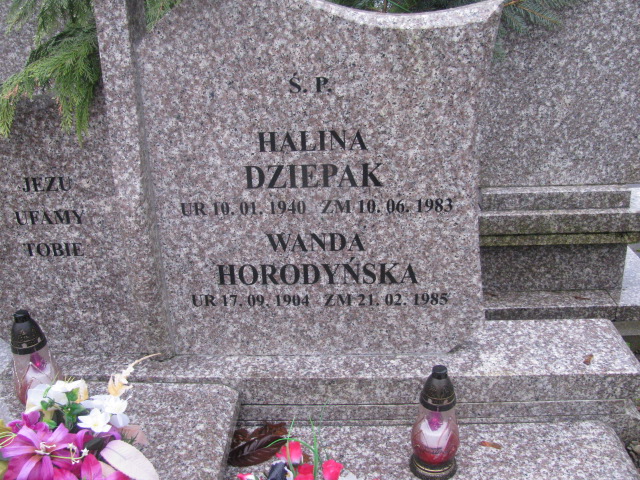 JEZU
UFAMY
TOBIE
Ś. P.
HALINA
DZIEPAK
UR 10. 01. 1940 ZM 10. 06. 1983
WANDA
HORODYŃSKA
UR 17. 09. 1904 ZM 21. 02. 1985